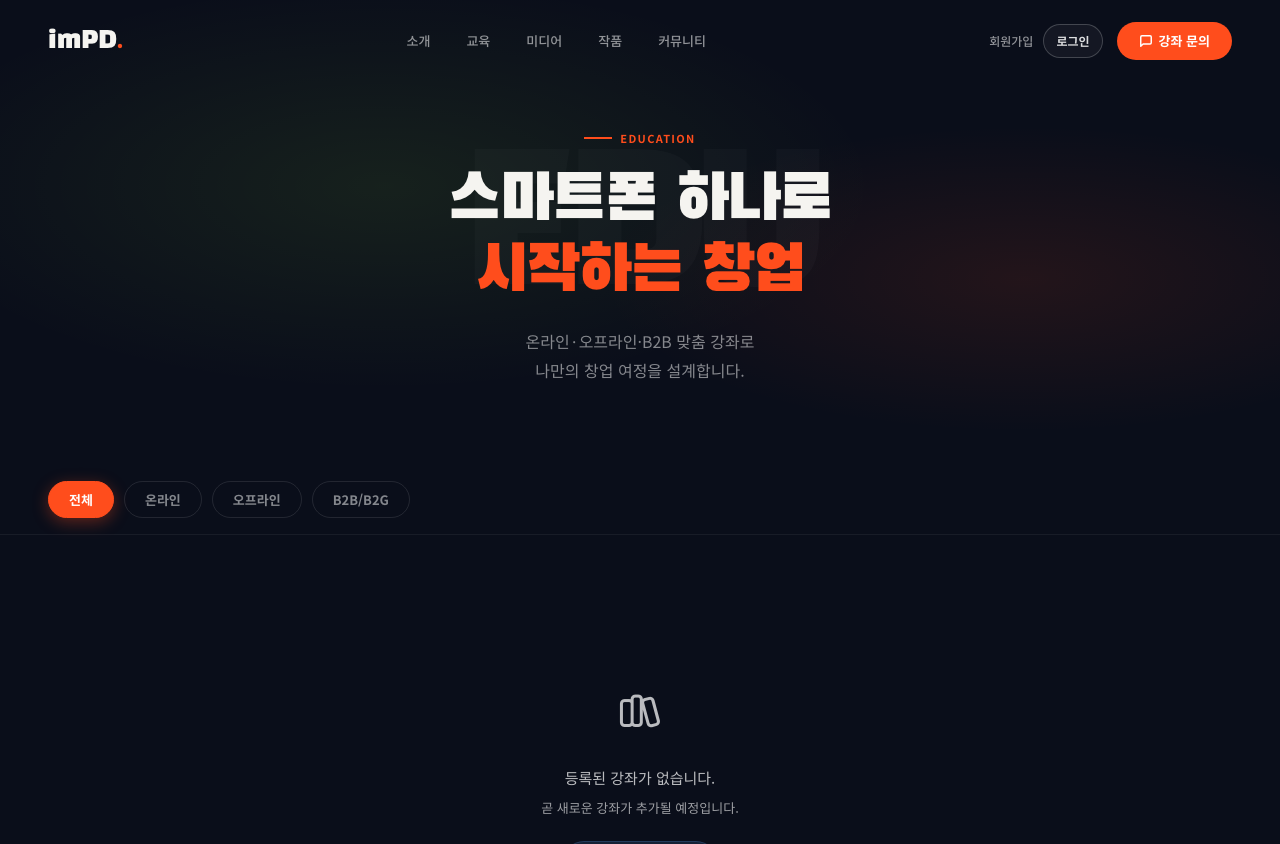 imPD.
소개
교육
미디어
작품
커뮤니티
회원가입
로그인
강좌 문의
EDUCATION
EDU
스마트폰 하나로
시작하는 창업
온라인·오프라인·B2B 맞춤 강좌로
나만의 창업 여정을 설계합니다.
전체
온라인
오프라인
B2B/B2G
등록된 강좌가 없습니다.
곧 새로운 강좌가 추가될 예정입니다.